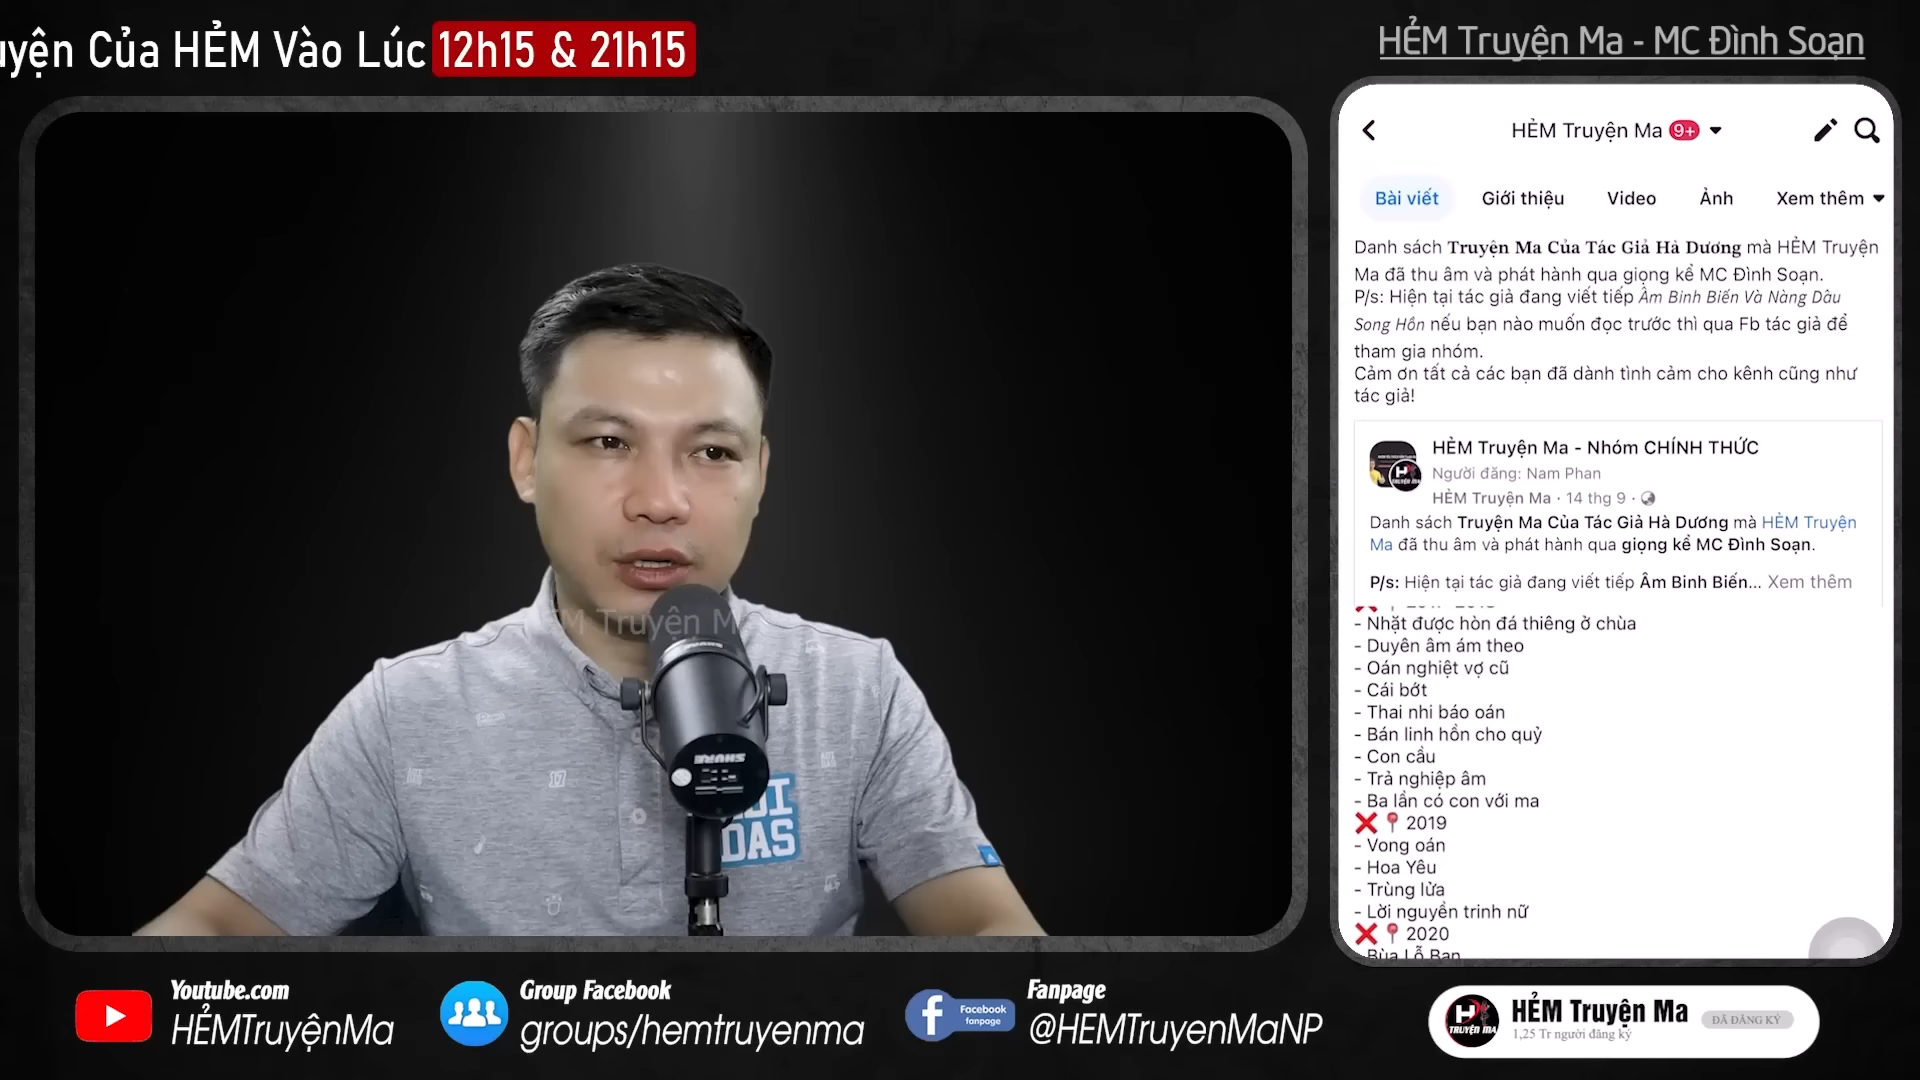 uyện Của HẺM Vào Lúc 12h15 & 21h15
HẺM Truyện Ma - MC Đình Soạn
HẺM Truyện Ma 9+
Bài viết Giới thiệu Video Ảnh Xem thêm
Danh sách Truyện Ma Của Tác Giả Hà Dương mà HẺM Truyện
Ma đã thu âm và phát hành qua giọng kể MC Đình Soạn.
P/s: Hiện tại tác giả đang viết tiếp Âm Binh Biến Và Nàng Dâu
Song Hồn nếu bạn nào muốn đọc trước thì qua Fb tác giả để
tham gia nhóm.
Cảm ơn tất cả các bạn đã dành tình cảm cho kênh cũng như
tác giả!
HẺM Truyện Ma - Nhóm CHÍNH THỨC
Người đăng: Nam Phan
HẺM Truyện Ma · 14 thg 9 ·
Danh sách Truyện Ma Của Tác Giả Hà Dương mà HẺM Truyện
Ma đã thu âm và phát hành qua giọng kể MC Đình Soạn.
P/s: Hiện tại tác giả đang viết tiếp Âm Binh Biến... Xem thêm
- Nhặt được hòn đá thiêng ở chùa
- Duyên âm ám theo
- Oán nghiệt vợ cũ
- Cái bớt
- Thai nhi báo oán
- Bán linh hồn cho quỷ
- Con cầu
- Trả nghiệp âm
- Ba lần có con với ma
❌📍 2019
- Vong oán
- Hoa Yêu
- Trùng lửa
- Lời nguyền trinh nữ
❌📍 2020
- Bùa Lỗ Ban
HẺM Truyện Ma
SHURE
DAS
Youtube.com
HẺMTruyệnMa
Group Facebook
groups/hemtruyenma
Facebook
fanpage
Fanpage
@HEMTruyenMaNP
H
TRUYỆN MA
HẺM Truyện Ma
1,25 Tr người đăng ký
ĐÃ ĐĂNG KÝ